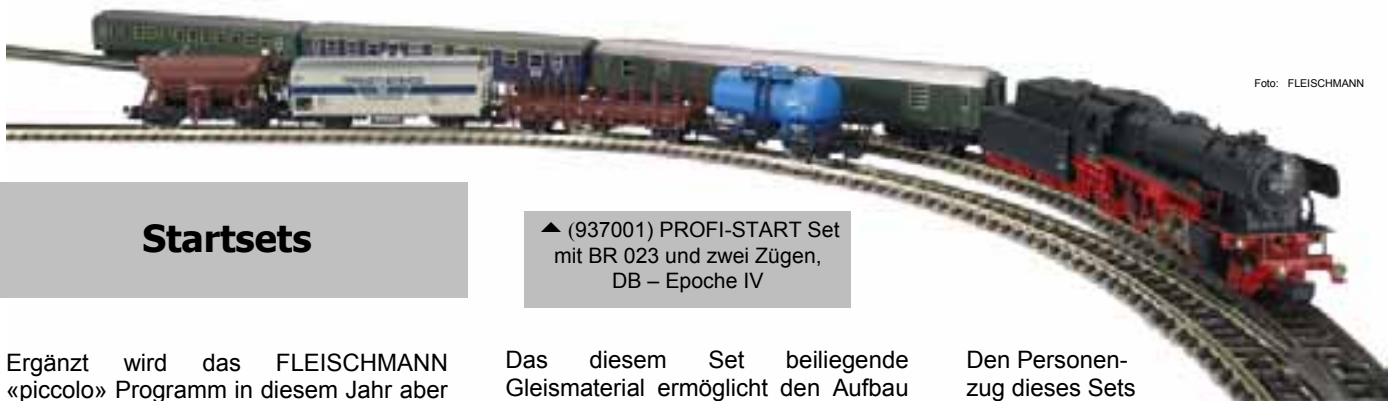 Foto: FLEISCHMANN
Startsets
(937001) PROFI-START Set
mit BR 023 und zwei Zügen,
DB – Epoche IV
Ergänzt wird das FLEISCHMANN
«piccolo» Programm in diesem Jahr aber
Das diesem Set beiliegende
Gleismaterial ermöglicht den Aufbau
Den Personen-
zug dieses Sets